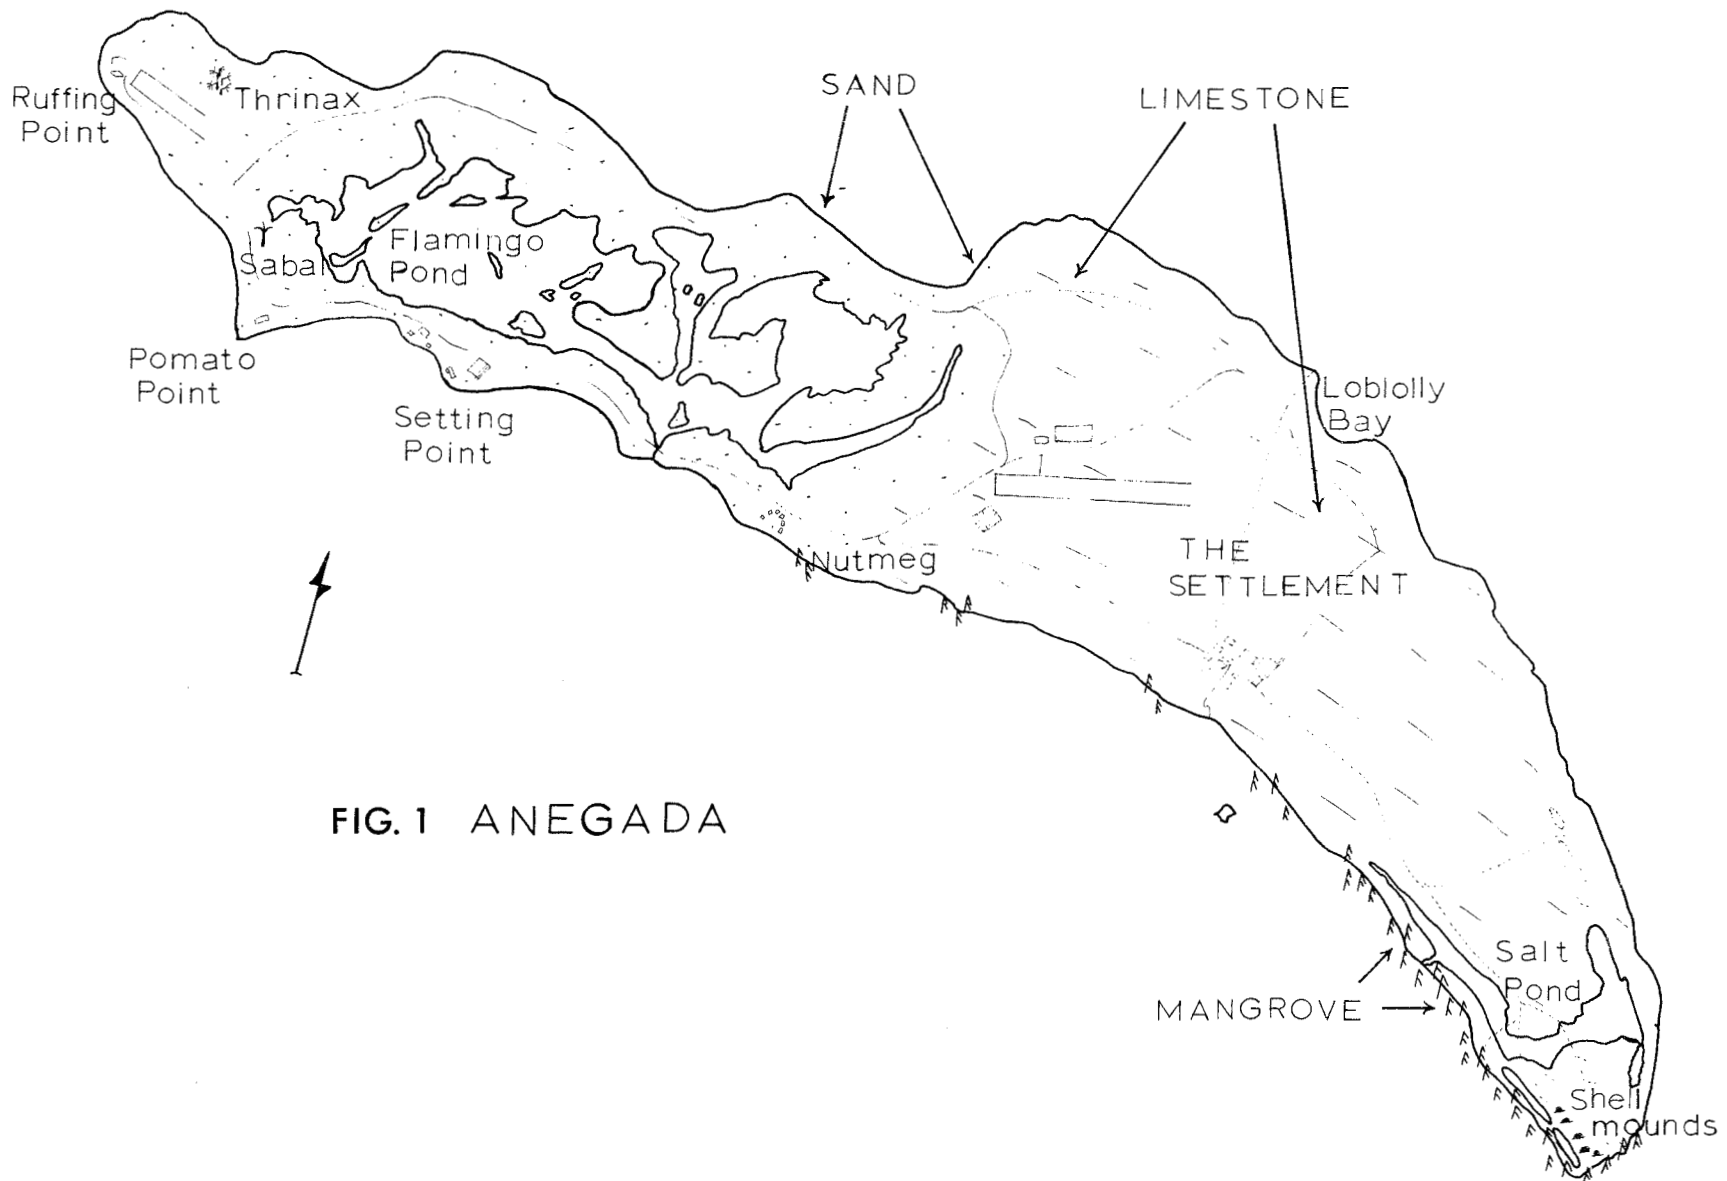 SAND
LIMESTONE
Ruffing
Point
Thrinax
Flamingo
Pond
Sabal
Pomato
Point
Setting
Point
Loblolly
Bay
Nutmeg
THE
SETTLEMENT
FIG. 1 ANEGADA
Salt
Pond
MANGROVE
Shell
mounds